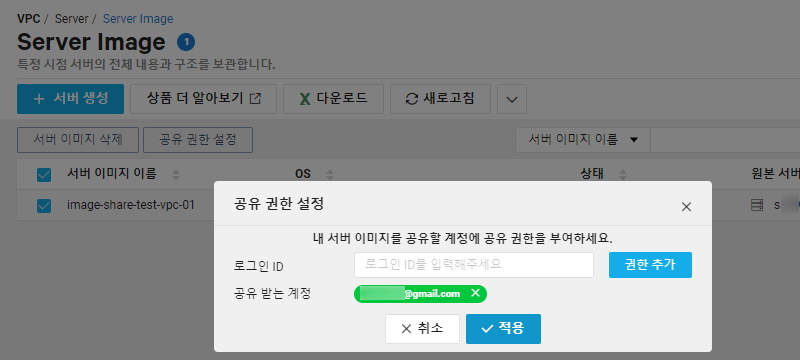 VPC / Server / Server Image
Server Image 1
특정 시점 서버의 전체 내용과 구조를 보관합니다.
+ 서버 생성 상품 더 알아보기 다운로드 새로고침
서버 이미지 삭제 공유 권한 설정 서버 이미지 이름
서버 이미지 이름 OS 상태 원본 서버
image-share-test-vpc-01 s
공유 권한 설정
내 서버 이미지를 공유할 계정에 공유 권한을 부여하세요.
로그인 ID 로그인 ID를 입력해주세요 권한 추가
공유 받는 계정 @gmail.com
취소 적용